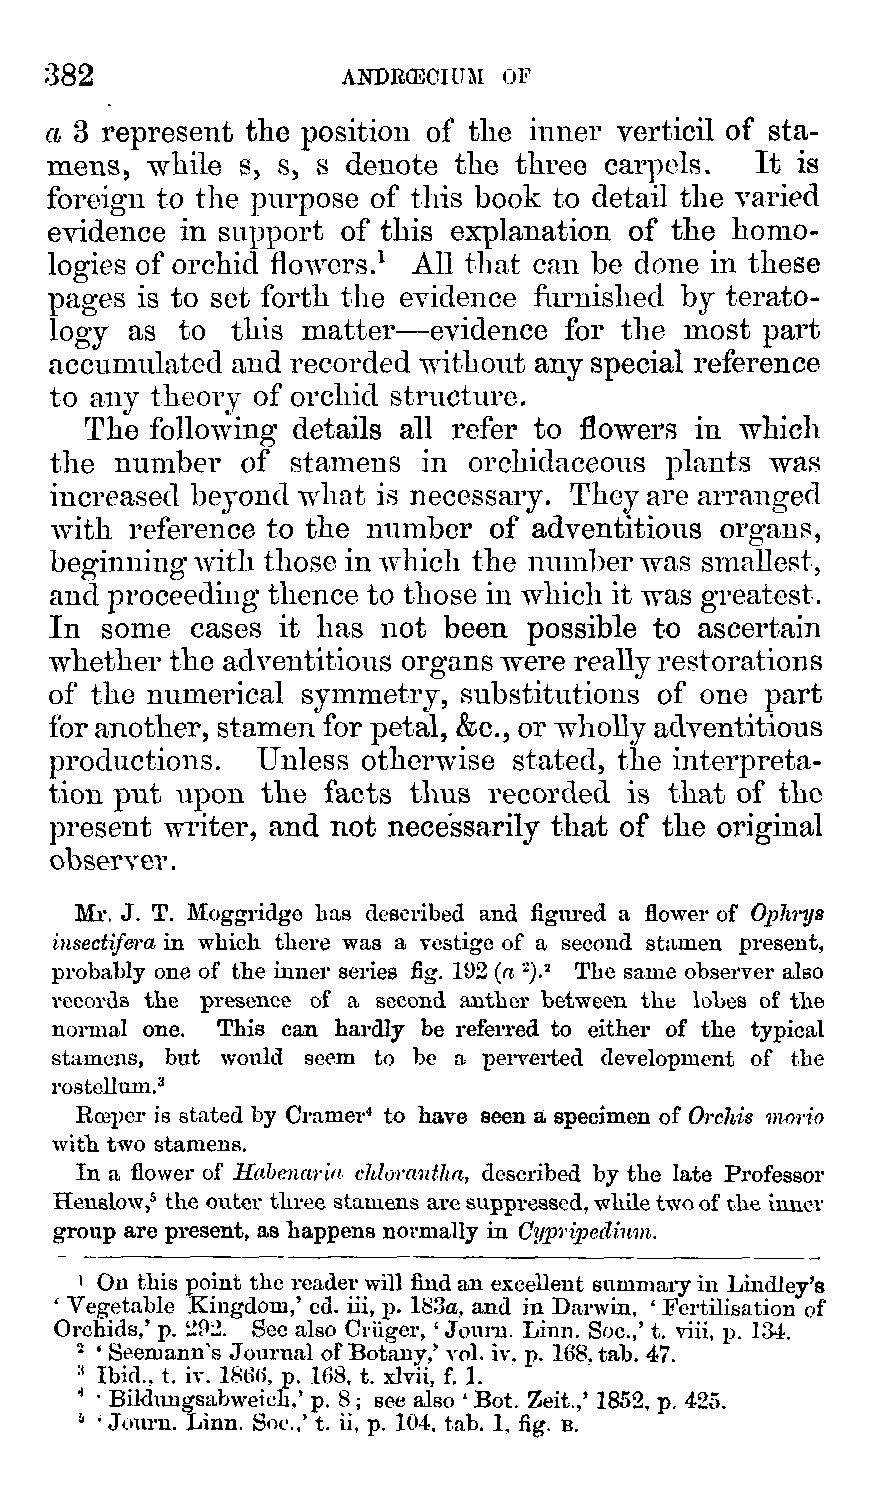 382 ANDRŒCIUM OF
a 3 represent the position of the inner verticil of sta-
mens, while s, s, s denote the three carpels. It is
foreign to the purpose of this book to detail the varied
evidence in support of this explanation of the homo-
logies of orchid flowers.¹ All that can be done in these
pages is to set forth the evidence furnished by terato-
logy as to this matter—evidence for the most part
accumulated and recorded without any special reference
to any theory of orchid structure.
The following details all refer to flowers in which
the number of stamens in orchidaceous plants was
increased beyond what is necessary. They are arranged
with reference to the number of adventitious organs,
beginning with those in which the number was smallest,
and proceeding thence to those in which it was greatest.
In some cases it has not been possible to ascertain
whether the adventitious organs were really restorations
of the numerical symmetry, substitutions of one part
for another, stamen for petal, &c., or wholly adventitious
productions. Unless otherwise stated, the interpreta-
tion put upon the facts thus recorded is that of the
present writer, and not necessarily that of the original
observer.
Mr. J. T. Moggridge has described and figured a flower of Ophrys
insectifera in which there was a vestige of a second stamen present,
probably one of the inner series fig. 192 (a ²).² The same observer also
records the presence of a second anther between the lobes of the
normal one. This can hardly be referred to either of the typical
stamens, but would seem to be a perverted development of the
rostellum.³
Rœper is stated by Cramer⁴ to have seen a specimen of Orchis morio
with two stamens.
In a flower of Habenaria chlorantha, described by the late Professor
Henslow,⁵ the outer three stamens are suppressed, while two of the inner
group are present, as happens normally in Cypripedium.
¹ On this point the reader will find an excellent summary in Lindley's
‘Vegetable Kingdom,’ ed. iii, p. 183a, and in Darwin, ‘Fertilisation of
Orchids,’ p. 292. See also Crüger, ‘Journ. Linn. Soc.,’ t. viii, p. 134.
² ‘Seemann's Journal of Botany,’ vol. iv, p. 168, tab. 47.
³ Ibid., t. iv. 1866, p. 168, t. xlvii, f. 1.
⁴ ‘Bildungsabweich,’ p. 8; see also ‘Bot. Zeit.,’ 1852, p. 425.
⁵ ‘Journ. Linn. Soc.,’ t. ii, p. 104, tab. 1, fig. B.